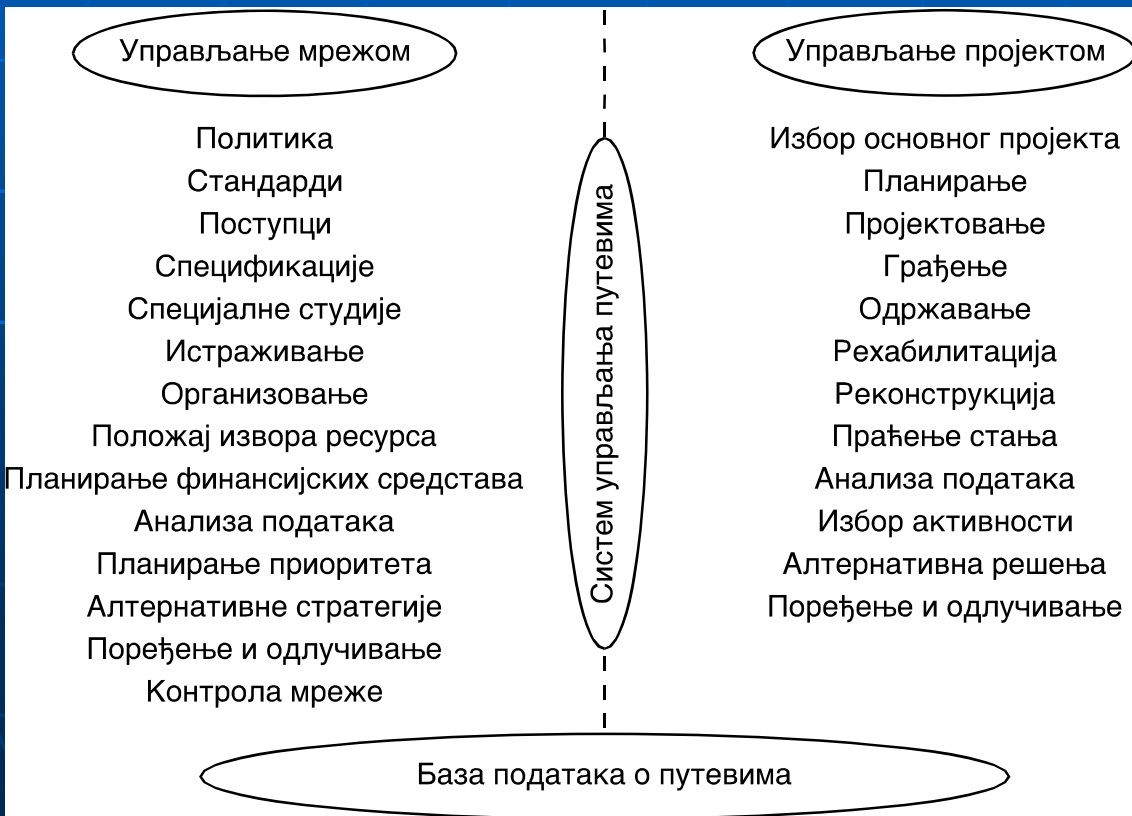 Управљање мрежом
Политика
Стандарди
Поступци
Спецификације
Специјалне студије
Истраживање
Организовање
Положај извора ресурса
Планирање финансијских средстава
Анализа података
Планирање приоритета
Алтернативне стратегије
Поређење и одлучивање
Контрола мреже
Систем управљања путевима
Управљање пројектом
Избор основног пројекта
Планирање
Пројектовање
Грађење
Одржавање
Рехабилитација
Реконструкција
Праћење стања
Анализа података
Избор активности
Алтернативна решења
Поређење и одлучивање
База података о путевима